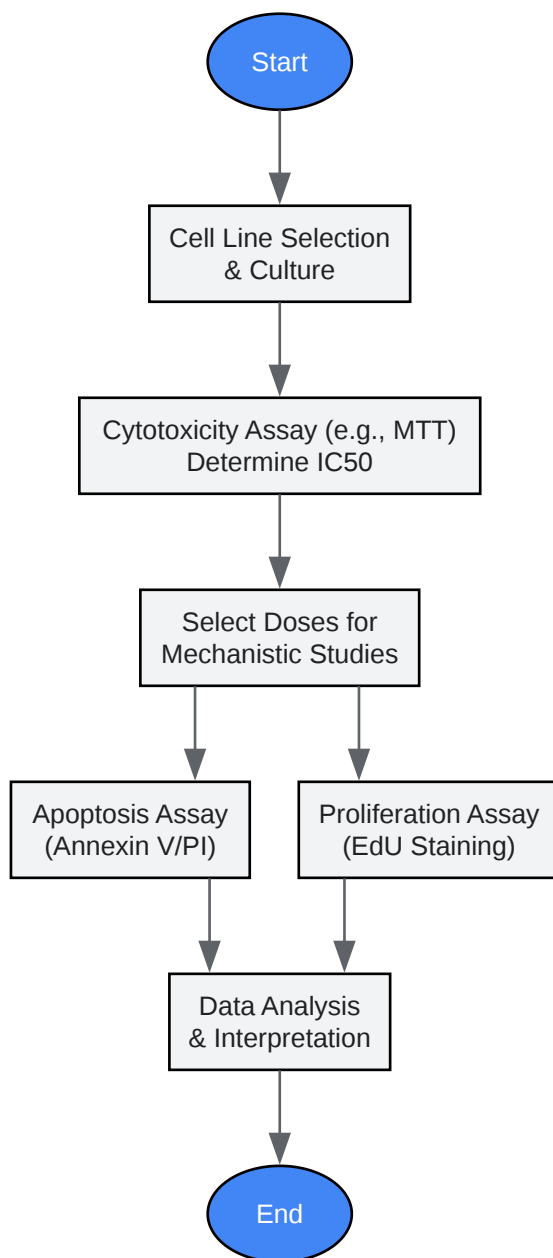 Start
Cell Line Selection
& Culture
Cytotoxicity Assay (e.g., MTT)
Determine IC50
Select Doses for
Mechanistic Studies
Apoptosis Assay
(Annexin V/PI)
Proliferation Assay
(EdU Staining)
Data Analysis
& Interpretation
End